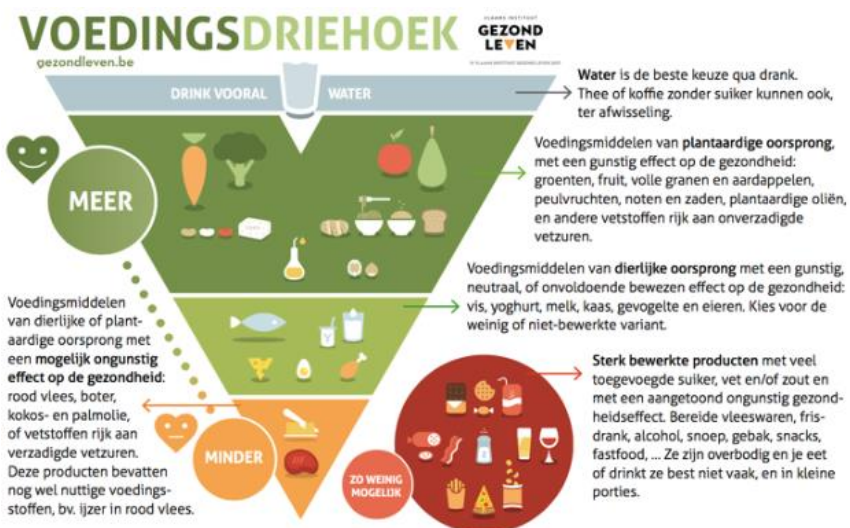 VOEDINGSDRIEHOEK
gezondleven.be
VLAAMS INSTITUUT
GEZOND
LEVEN
DRINK VOORAL WATER
Water is de beste keuze qua drank.
Thee of koffie zonder suiker kunnen ook,
ter afwisseling.
MEER
Voedingsmiddelen van plantaardige oorsprong,
met een gunstig effect op de gezondheid:
groenten, fruit, volle granen en aardappelen,
peulvruchten, noten en zaden, plantaardige oliën,
en andere vetstoffen rijk aan onverzadigde
vetzuren.
Voedingsmiddelen van dierlijke oorsprong met een gunstig,
neutraal, of onvoldoende bewezen effect op de gezondheid:
vis, yoghurt, melk, kaas, gevogelte en eieren. Kies voor de
weinig of niet-bewerkte variant.
Voedingsmiddelen
van dierlijke of plant-
aardige oorsprong met
een mogelijk ongunstig
effect op de gezondheid:
rood vlees, boter,
kokos- en palmolie,
of vetstoffen rijk aan
verzadigde vetzuren.
Deze producten bevatten
nog wel nuttige voedings-
stoffen, bv. ijzer in rood vlees.
MINDER
ZO WEINIG
MOGELIJK
Sterk bewerkte producten met veel
toegevoegde suiker, vet en/of zout en
met een aangetoond ongunstig gezond-
heidseffect. Bereide vleeswaren, fris-
drank, alcohol, snoep, gebak, snacks,
fastfood, ... Ze zijn overbodig en je eet
of drinkt ze best niet vaak, en in kleine
porties.